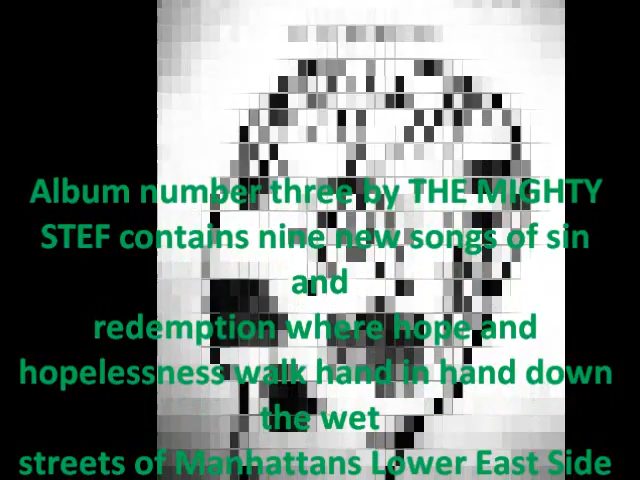 Album number three by THE MIGHTY
STEF contains nine new songs of sin
and
redemption where hope and
hopelessness walk hand in hand down
the wet
streets of Manhattans Lower East Side